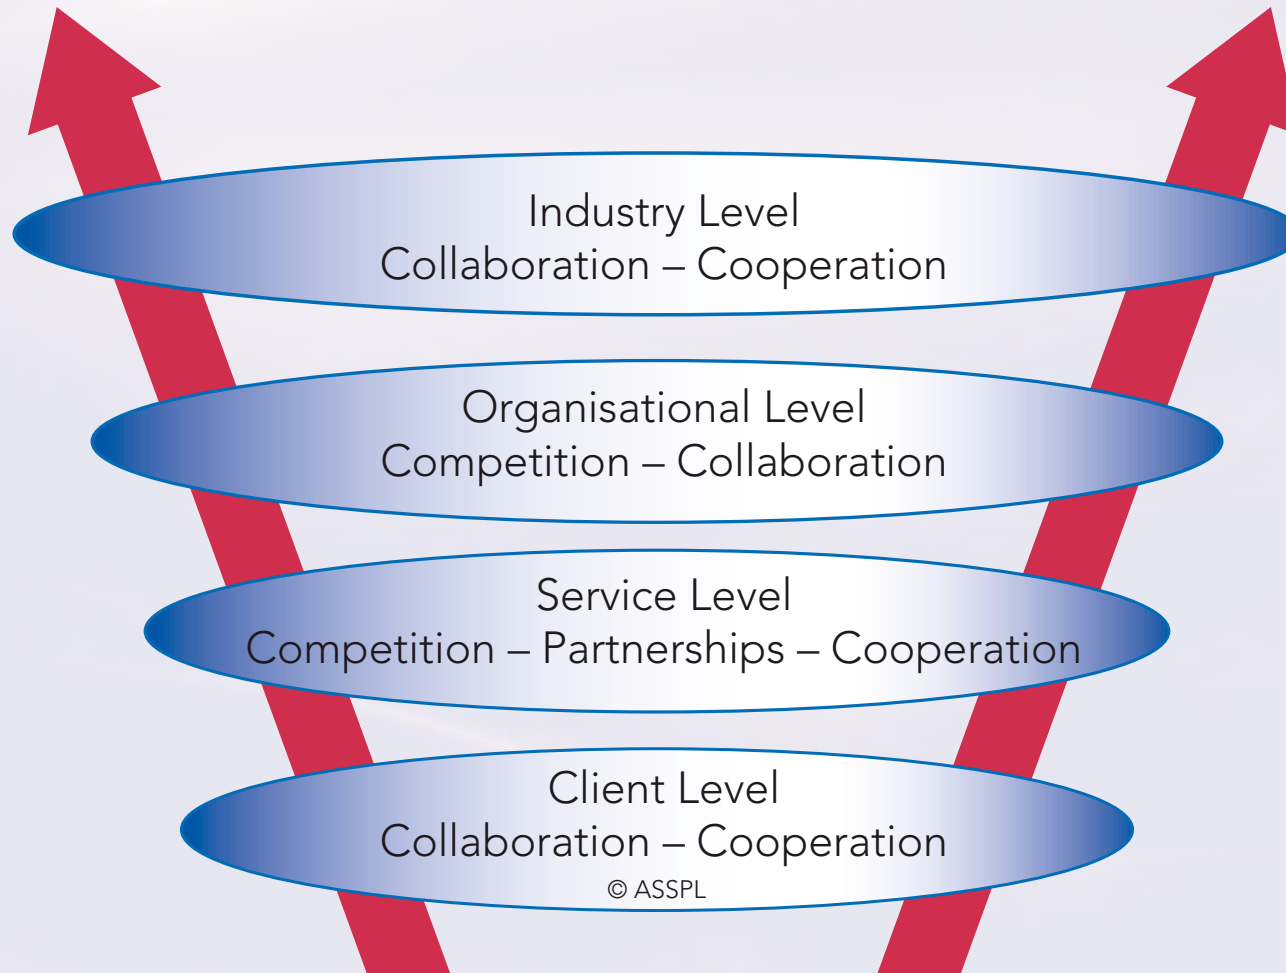 Industry Level
Collaboration – Cooperation
Organisational Level
Competition – Collaboration
Service Level
Competition – Partnerships – Cooperation
Client Level
Collaboration – Cooperation
© ASSPL